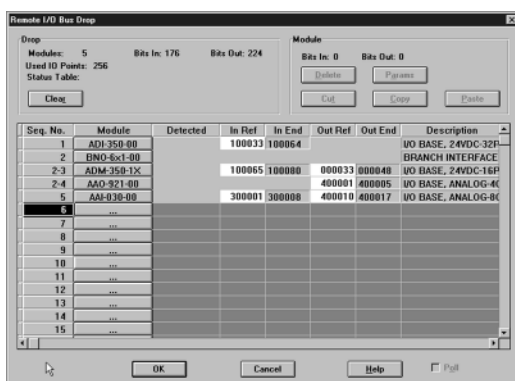 Remote I/O Bus Drop
Drop
Modules: 5 Bits In: 176 Bits Out: 224
Used IO Points: 256
Status Table:
Clear
Module
Bits In: 0 Bits Out: 0
Delete Params
Cut Copy Paste
Seq. No. Module Detected In Ref In End Out Ref Out End Description
1 ADI-350-00 100033 100064 I/O BASE, 24VDC-32P
2 BNO-6x1-00 BRANCH INTERFACE
2-3 ADM-350-1X 100065 100080 000033 000048 I/O BASE, 24VDC-16P
2-4 AAO-921-00 400001 400005 I/O BASE, ANALOG-4C
5 AAI-030-00 300001 300008 400010 400017 I/O BASE, ANALOG-8C
6 ...
7 ...
8 ...
9 ...
10 ...
11 ...
12 ...
13 ...
14 ...
15 ...
OK Cancel Help Poll